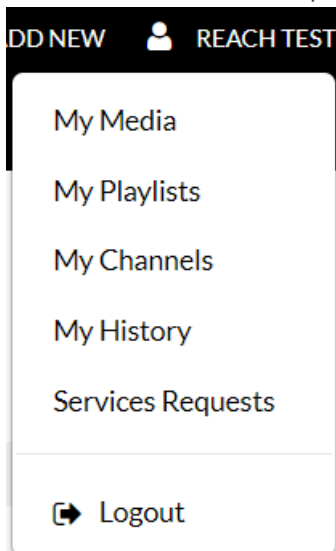 DD NEW REACH TEST
My Media
My Playlists
My Channels
My History
Services Requests
Logout